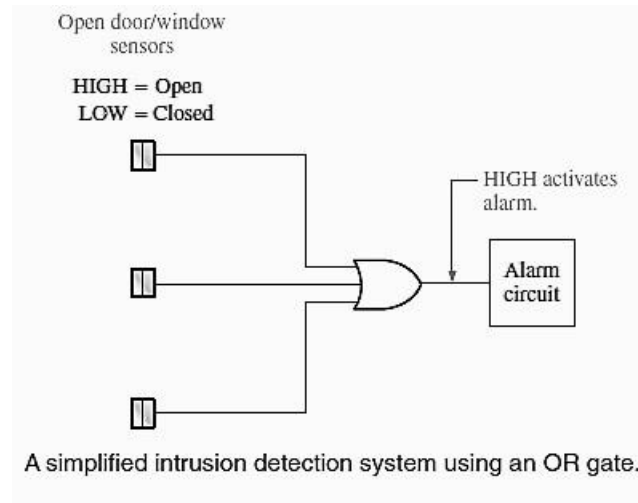 Open door/window
sensors
HIGH = Open
LOW = Closed
HIGH activates
alarm.
Alarm
circuit
A simplified intrusion detection system using an OR gate.